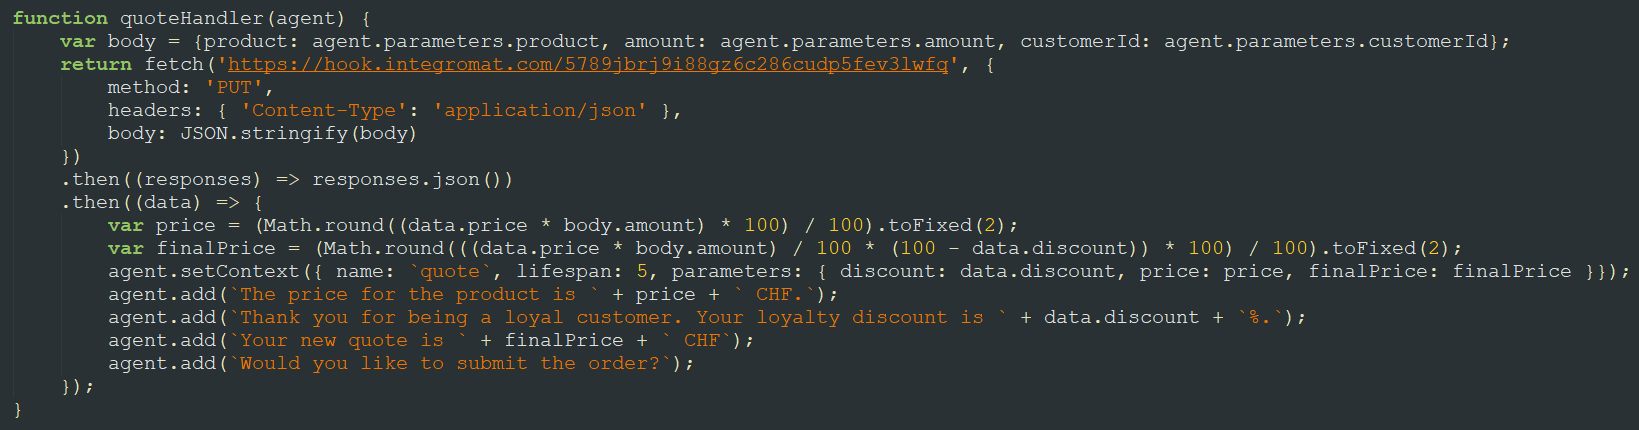 function quoteHandler(agent) {
    var body = {product: agent.parameters.product, amount: agent.parameters.amount, customerId: agent.parameters.customerId};
    return fetch('https://hook.integromat.com/5789jbrj9i88gz6c286cudp5fev3lwfq', {
        method: 'PUT',
        headers: { 'Content-Type': 'application/json' },
        body: JSON.stringify(body)
    })
    .then((responses) => responses.json())
    .then((data) => {
        var price = (Math.round((data.price * body.amount) * 100) / 100).toFixed(2);
        var finalPrice = (Math.round(((data.price * body.amount) / 100 * (100 - data.discount)) * 100) / 100).toFixed(2);
        agent.setContext({ name: `quote`, lifespan: 5, parameters: { discount: data.discount, price: price, finalPrice: finalPrice }});
        agent.add(`The price for the product is ` + price + ` CHF.`);
        agent.add(`Thank you for being a loyal customer. Your loyalty discount is ` + data.discount + `%.`);
        agent.add(`Your new quote is ` + finalPrice + ` CHF`);
        agent.add(`Would you like to submit the order?`);
    });
}